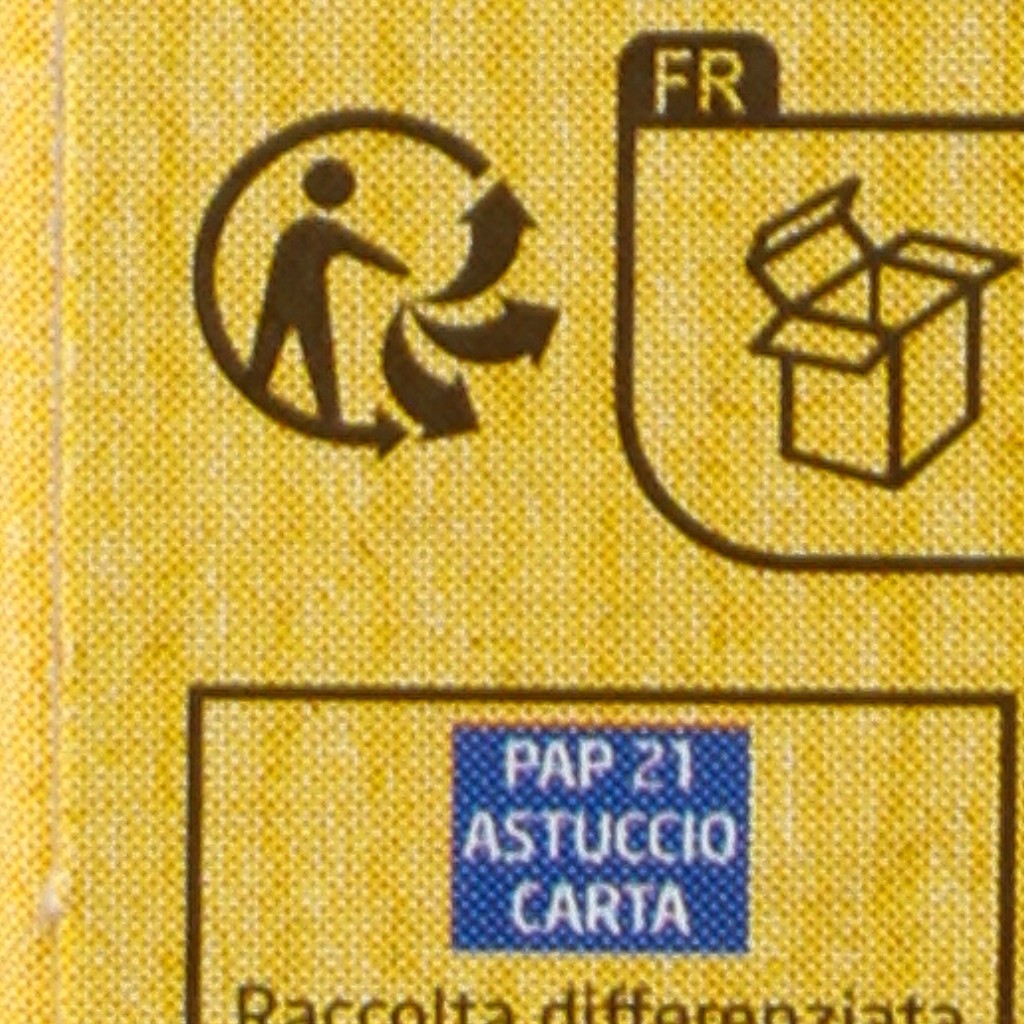 FR
PAP 21
ASTUCCIO
CARTA
Raccolta differenziata